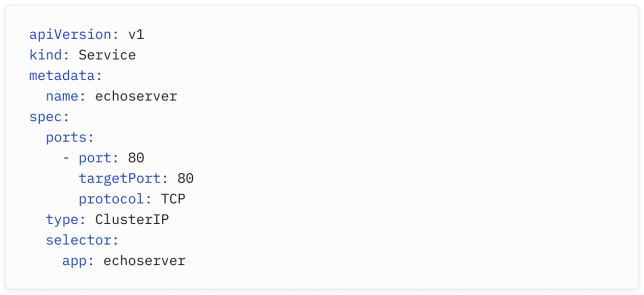 apiVersion: v1
kind: Service
metadata:
  name: echoserver
spec:
  ports:
    - port: 80
      targetPort: 80
      protocol: TCP
  type: ClusterIP
  selector:
    app: echoserver